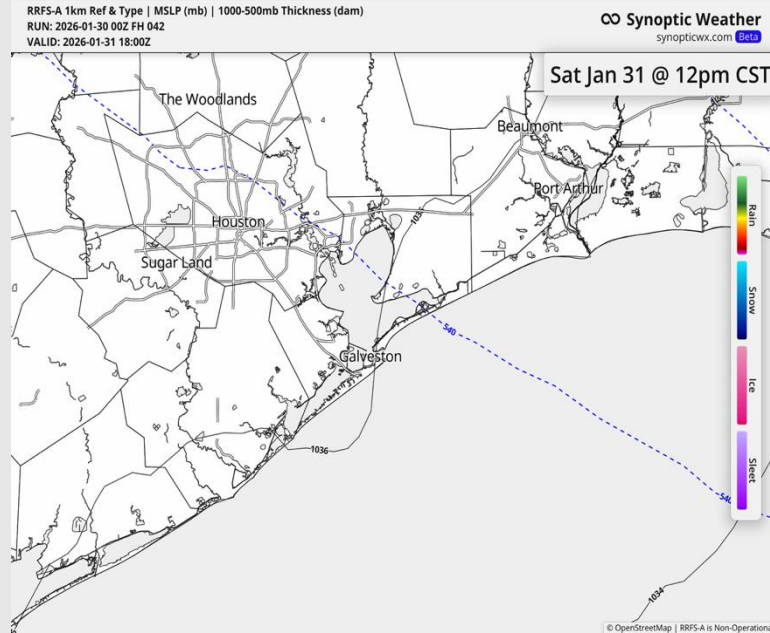 RRFS-A 1km Ref & Type | MSLP (mb) | 1000-500mb Thickness (dam)
RUN: 2026-01-30 00Z FH 042
VALID: 2026-01-31 18:00Z
Synoptic Weather
synopticwx.com Beta
Sat Jan 31 @ 12pm CST
The Woodlands
Beaumont
Port Arthur
Houston
Sugar Land
540
Galveston
1036
540
1034
Rain
Snow
Ice
Sleet
© OpenStreetMap | RRFS-A is Non-Operationa